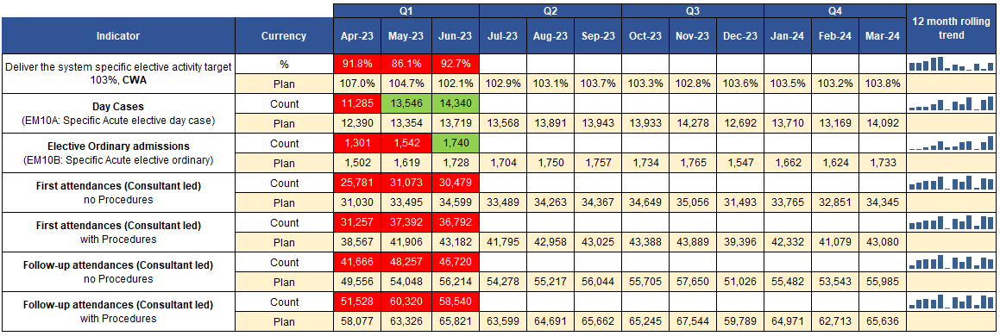 Q1 Q2 Q3 Q4
Indicator Currency Apr-23 May-23 Jun-23 Jul-23 Aug-23 Sep-23 Oct-23 Nov-23 Dec-23 Jan-24 Feb-24 Mar-24 12 month rolling
trend
Deliver the system specific elective activity target
103%, CWA
% 91.8% 86.1% 92.7%
Plan 107.0% 104.7% 102.1% 102.9% 103.1% 103.7% 103.3% 102.8% 103.6% 103.5% 103.2% 103.8%
Day Cases
(EM10A: Specific Acute elective day case)
Count 11,285 13,546 14,340
Plan 12,390 13,354 13,719 13,568 13,891 13,943 13,933 14,278 12,692 13,710 13,169 14,092
Elective Ordinary admissions
(EM10B: Specific Acute elective ordinary)
Count 1,301 1,542 1,740
Plan 1,502 1,619 1,728 1,704 1,750 1,757 1,734 1,765 1,547 1,662 1,624 1,733
First attendances (Consultant led)
no Procedures
Count 25,781 31,073 30,479
Plan 31,030 33,495 34,599 33,489 34,263 34,367 34,649 35,056 31,493 33,765 32,851 34,345
First attendances (Consultant led)
with Procedures
Count 31,257 37,392 36,792
Plan 38,567 41,906 43,182 41,795 42,958 43,025 43,388 43,889 39,396 42,332 41,079 43,080
Follow-up attendances (Consultant led)
no Procedures
Count 41,666 48,257 46,720
Plan 49,556 54,048 56,214 54,278 55,217 56,044 55,705 57,650 51,026 55,482 53,543 55,985
Follow-up attendances (Consultant led)
with Procedures
Count 51,528 60,320 58,540
Plan 58,077 63,326 65,821 63,599 64,691 65,662 65,245 67,544 59,789 64,971 62,713 65,636